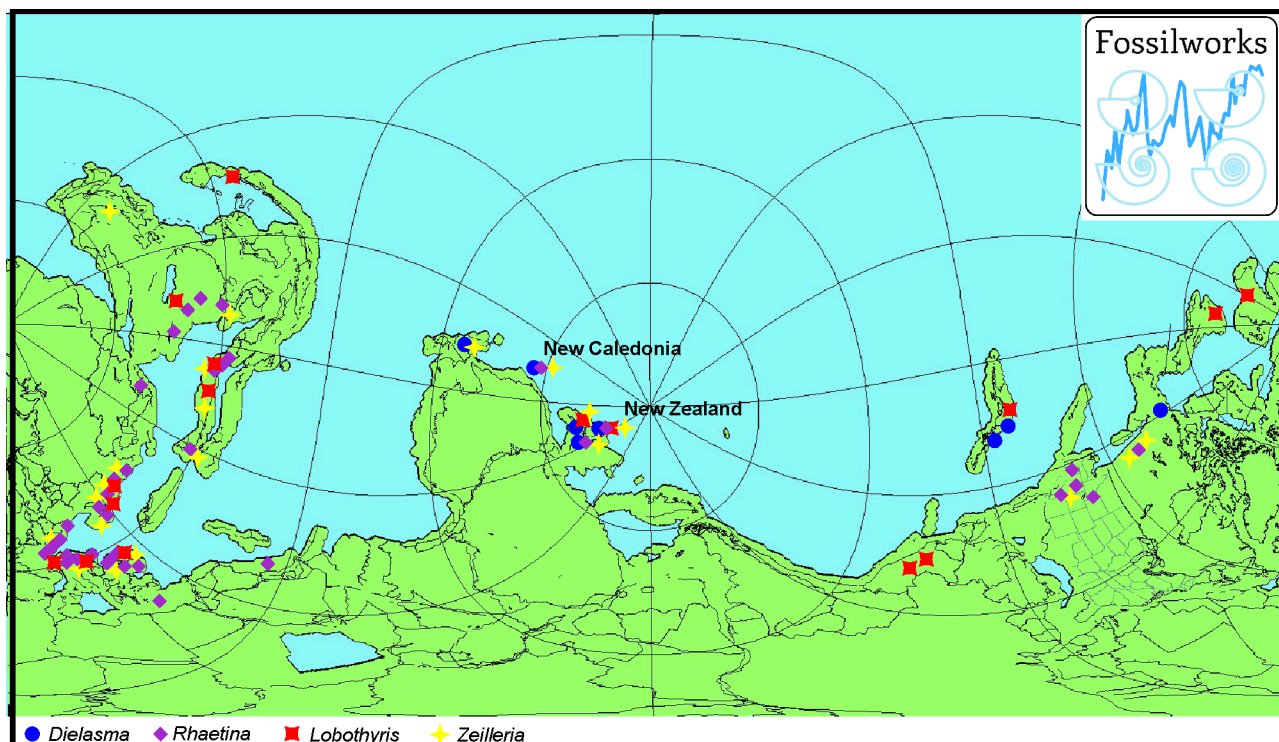 Fossilworks
New Caledonia
New Zealand
Dielasma Rhaetina Lobothyris Zeilleria